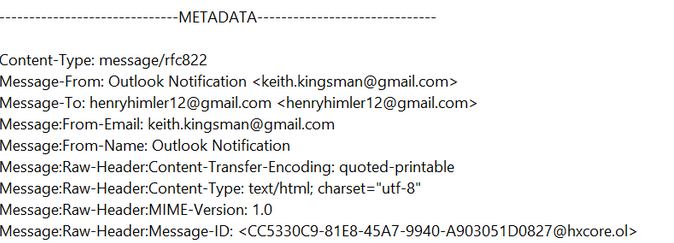 ------------------------------METADATA------------------------------
Content-Type: message/rfc822
Message-From: Outlook Notification <keith.kingsman@gmail.com>
Message-To: henryhimler12@gmail.com <henryhimler12@gmail.com>
Message:From-Email: keith.kingsman@gmail.com
Message:From-Name: Outlook Notification
Message:Raw-Header:Content-Transfer-Encoding: quoted-printable
Message:Raw-Header:Content-Type: text/html; charset="utf-8"
Message:Raw-Header:MIME-Version: 1.0
Message:Raw-Header:Message-ID: <CC5330C9-81E8-45A7-9940-A903051D0827@hxcore.ol>